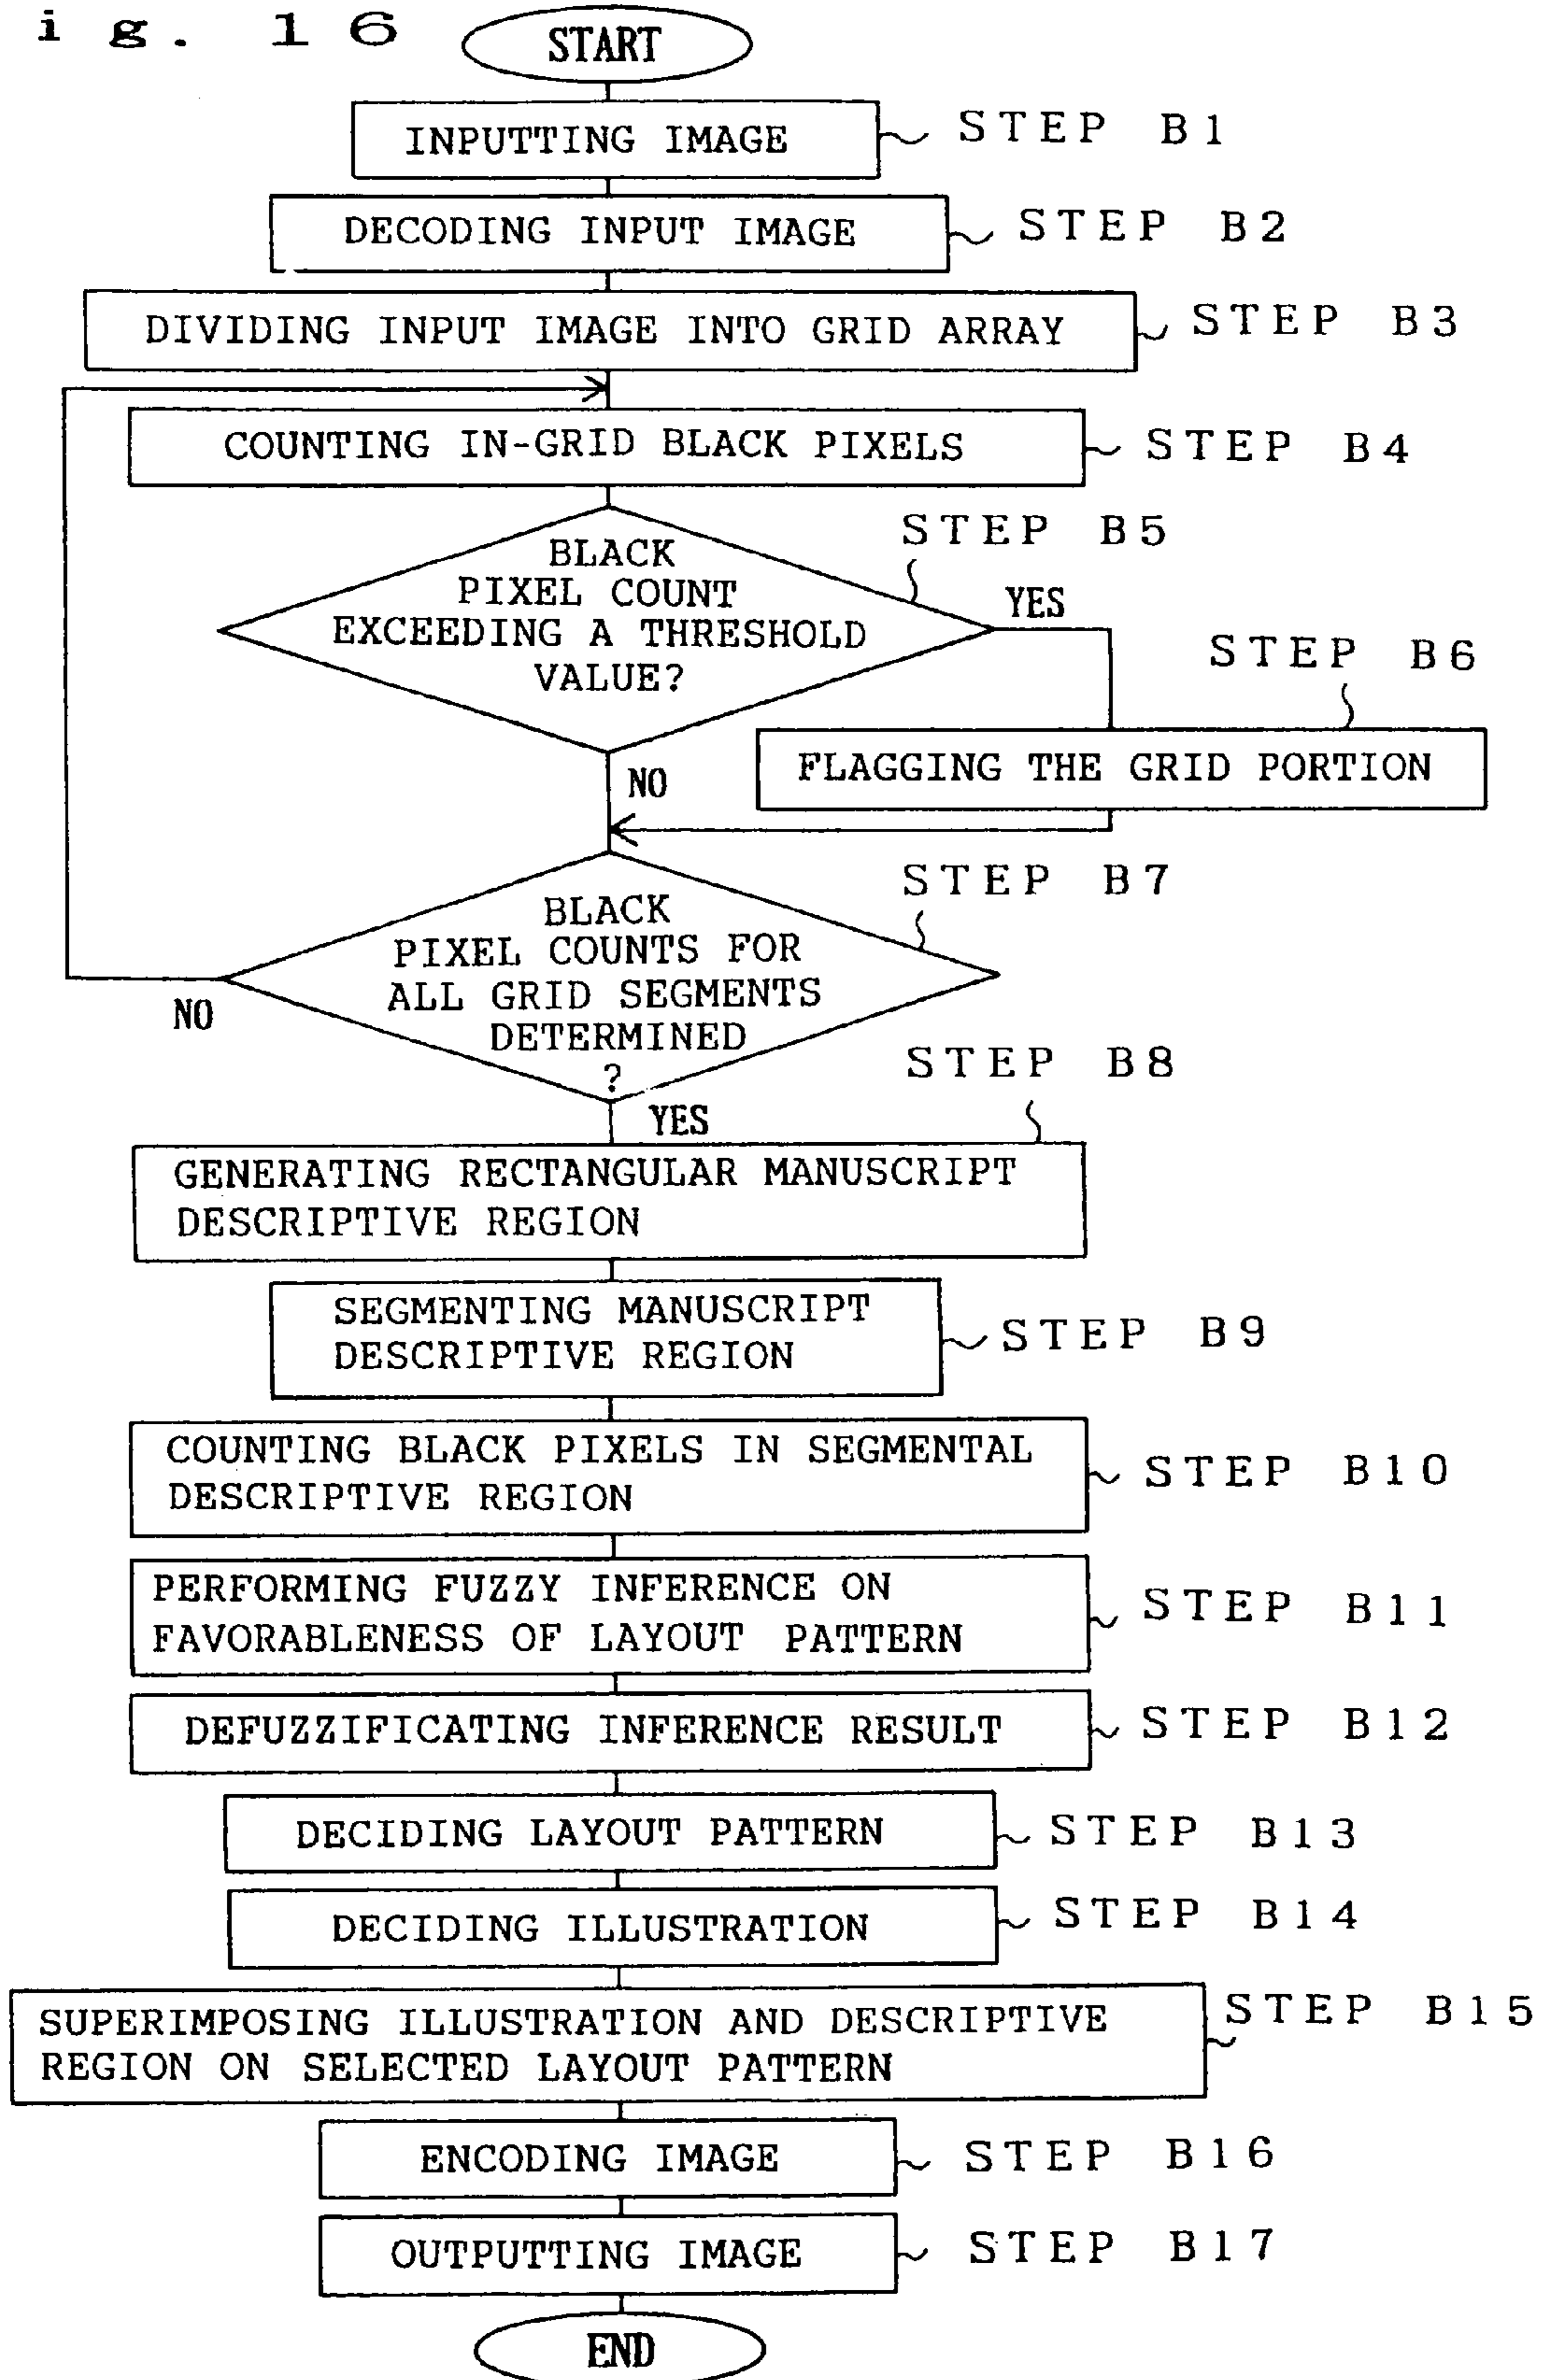 ig. 16
START
INPUTTING IMAGE
STEP B1
DECODING INPUT IMAGE
STEP B2
DIVIDING INPUT IMAGE INTO GRID ARRAY
STEP B3
COUNTING IN-GRID BLACK PIXELS
STEP B4
STEP B5
BLACK
PIXEL COUNT
EXCEEDING A THRESHOLD
VALUE?
YES
STEP B6
FLAGGING THE GRID PORTION
NO
STEP B7
BLACK
PIXEL COUNTS FOR
ALL GRID SEGMENTS
DETERMINED
?
NO
YES
STEP B8
GENERATING RECTANGULAR MANUSCRIPT
DESCRIPTIVE REGION
SEGMENTING MANUSCRIPT
DESCRIPTIVE REGION
STEP B9
COUNTING BLACK PIXELS IN SEGMENTAL
DESCRIPTIVE REGION
STEP B10
PERFORMING FUZZY INFERENCE ON
FAVORABLENESS OF LAYOUT PATTERN
STEP B11
DEFUZZIFICATING INFERENCE RESULT
STEP B12
DECIDING LAYOUT PATTERN
STEP B13
DECIDING ILLUSTRATION
STEP B14
SUPERIMPOSING ILLUSTRATION AND DESCRIPTIVE
REGION ON SELECTED LAYOUT PATTERN
STEP B15
ENCODING IMAGE
STEP B16
OUTPUTTING IMAGE
STEP B17
END